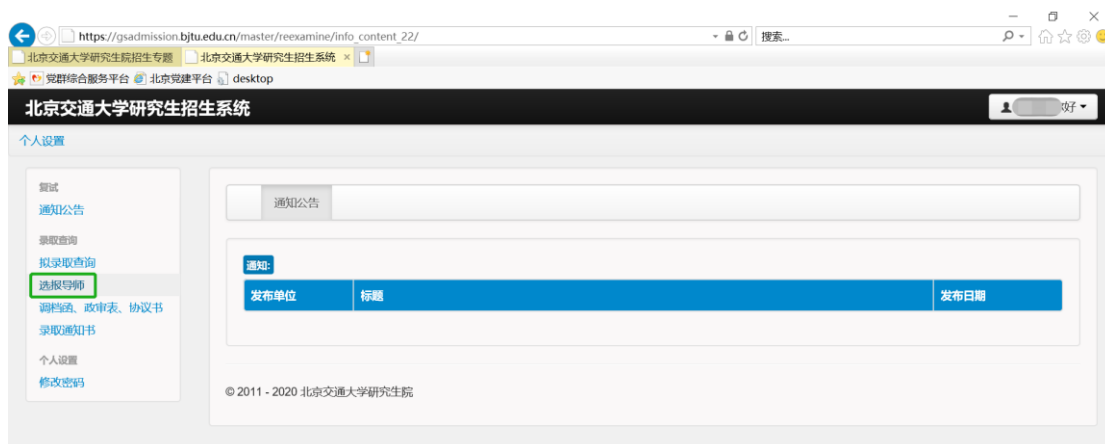 https://gsadmission.bjtu.edu.cn/master/reexamine/info_content_22/
搜索...
北京交通大学研究生院招生专题
北京交通大学研究生招生系统
党群综合服务平台 北京党建平台 desktop
北京交通大学研究生招生系统
好
个人设置
复试
通知公告
录取查询
拟录取查询
选报导师
调档函、政审表、协议书
录取通知书
个人设置
修改密码
通知公告
通知:
发布单位 标题 发布日期
© 2011 - 2020 北京交通大学研究生院